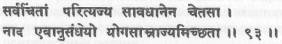 सर्वचिंतां परित्यज्य सावधानेन चेतसा ।
नाद एवानुसंधेयो योगसाम्राज्यमिच्छता ॥ ९३ ॥